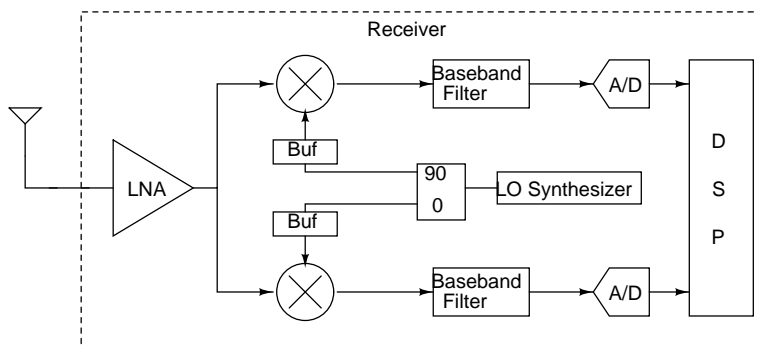 Receiver
Baseband
Filter
A/D
D
S
P
Buf
LNA
90
0
LO Synthesizer
Buf
Baseband
Filter
A/D